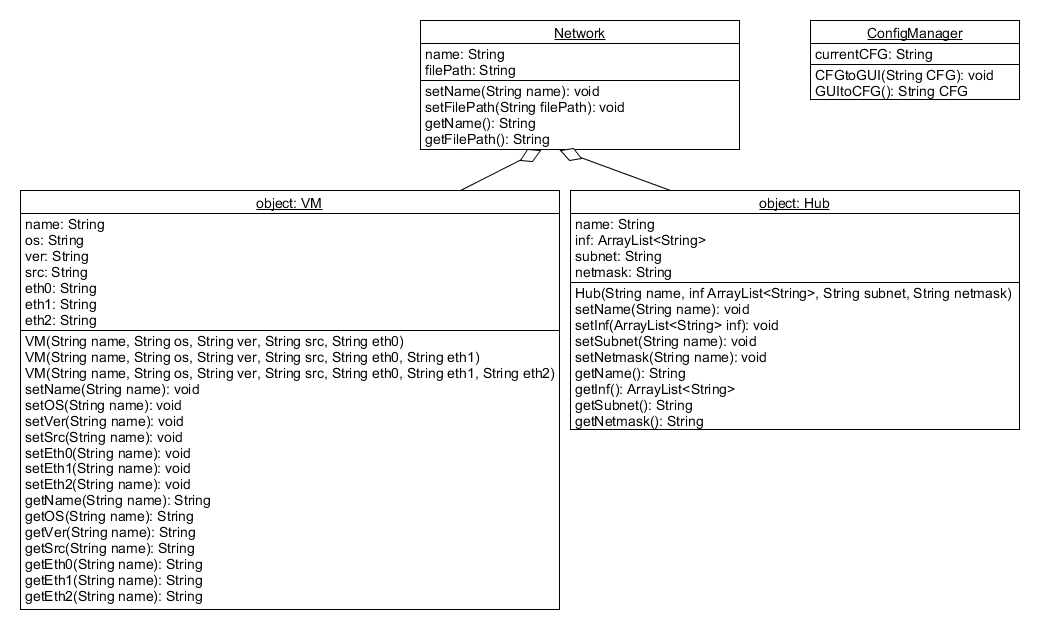 Network
name: String
filePath: String
setName(String name): void
setFilePath(String filePath): void
getName(): String
getFilePath(): String
ConfigManager
currentCFG: String
CFGtoGUI(String CFG): void
GUItoCFG(): String CFG
object: VM
name: String
os: String
ver: String
src: String
eth0: String
eth1: String
eth2: String
VM(String name, String os, String ver, String src, String eth0)
VM(String name, String os, String ver, String src, String eth0, String eth1)
VM(String name, String os, String ver, String src, String eth0, String eth1, String eth2)
setName(String name): void
setOS(String name): void
setVer(String name): void
setSrc(String name): void
setEth0(String name): void
setEth1(String name): void
setEth2(String name): void
getName(String name): String
getOS(String name): String
getVer(String name): String
getSrc(String name): String
getEth0(String name): String
getEth1(String name): String
getEth2(String name): String
object: Hub
name: String
inf: ArrayList<String>
subnet: String
netmask: String
Hub(String name, inf ArrayList<String>, String subnet, String netmask)
setName(String name): void
setInf(ArrayList<String> inf): void
setSubnet(String name): void
setNetmask(String name): void
getName(): String
getInf(): ArrayList<String>
getSubnet(): String
getNetmask(): String